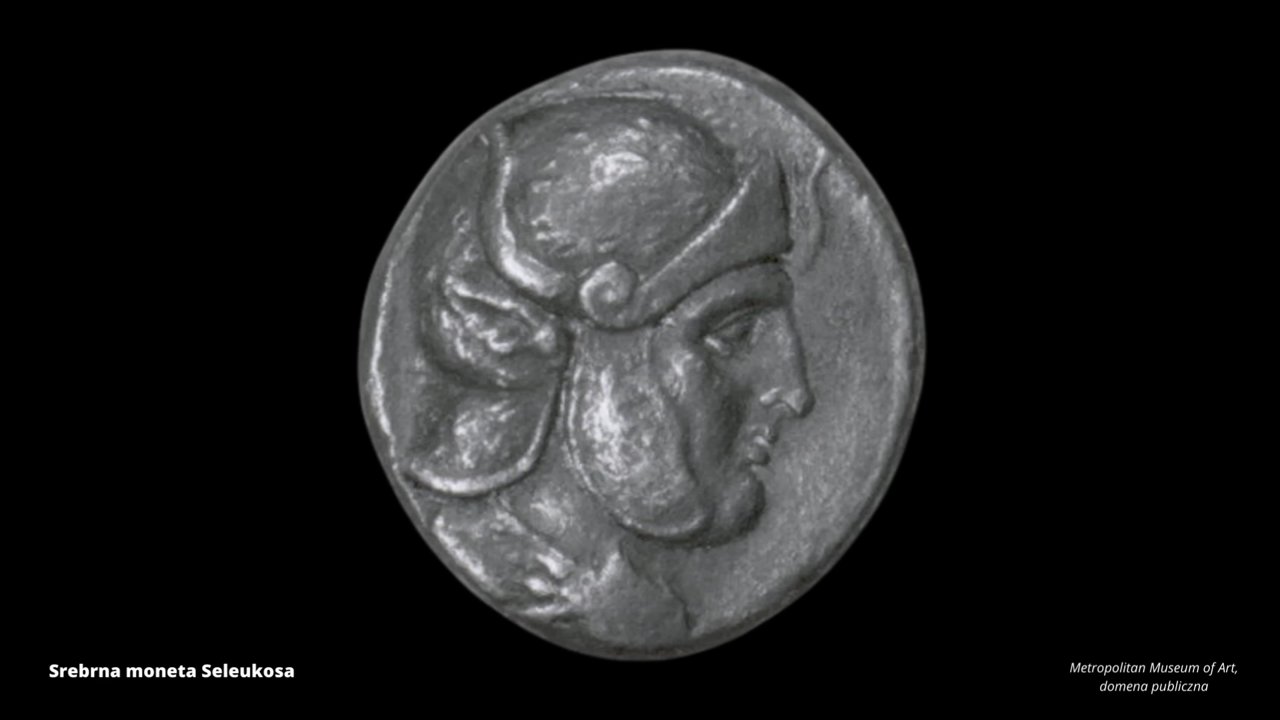 Srebrna moneta Seleukosa
Metropolitan Museum of Art,
domena publiczna